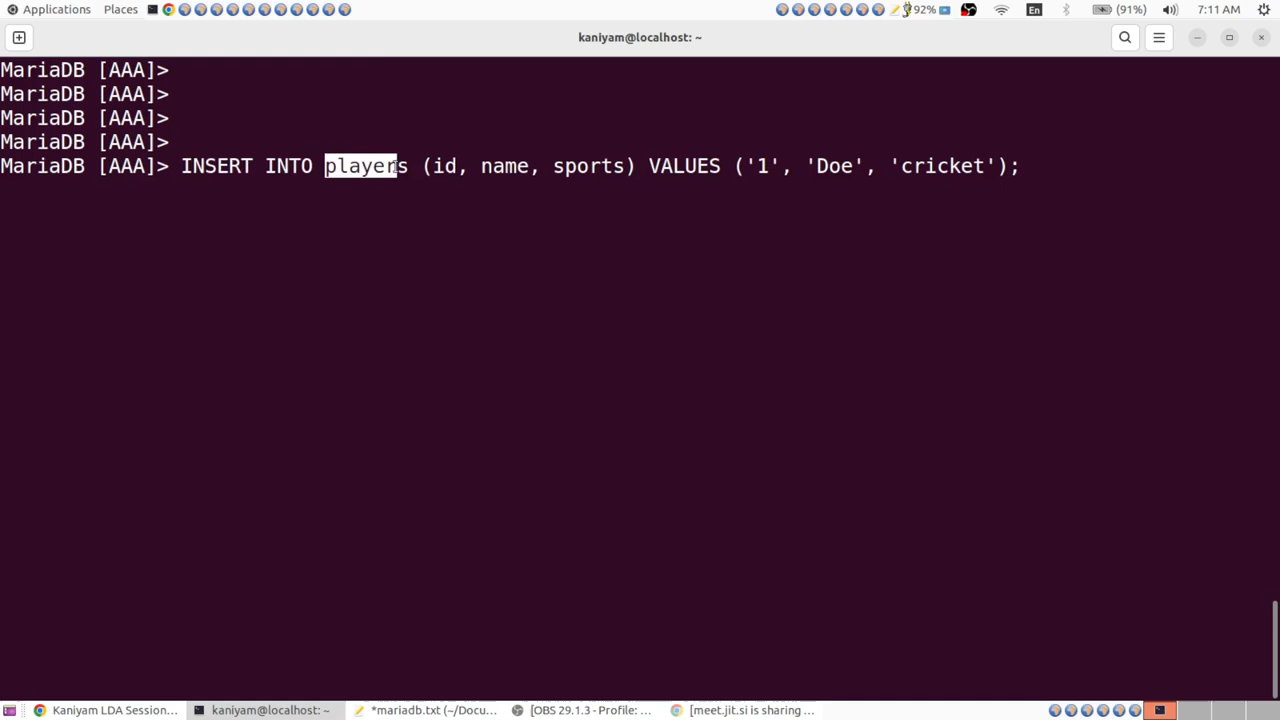 Applications Places 92% En (91%) 7:11 AM
kaniyam@localhost: ~
MariaDB [AAA]>
MariaDB [AAA]>
MariaDB [AAA]>
MariaDB [AAA]>
MariaDB [AAA]> INSERT INTO players (id, name, sports) VALUES ('1', 'Doe', 'cricket');
Kaniyam LDA Session... kaniyam@localhost: ~ *mariadb.txt (~/Docu... [OBS 29.1.3 - Profile: ... [meet.jit.si is sharing ...